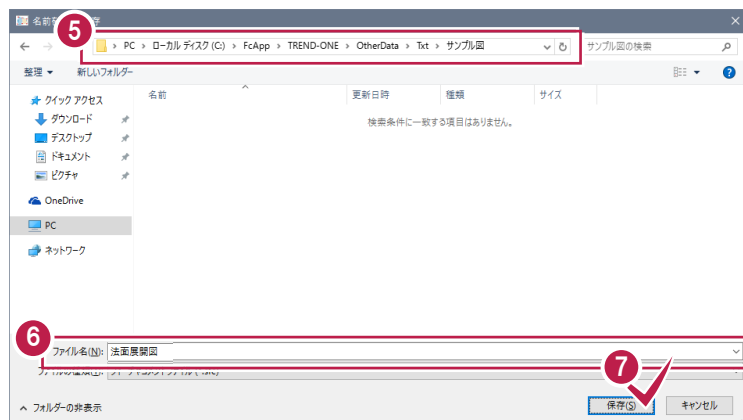 名前を
存
5
PC › ローカル ディスク (C:) › FcApp › TREND-ONE › OtherData › Txt › サンプル図
サンプル図の検索
整理
新しいフォルダー
名前
更新日時
種類
サイズ
検索条件に一致する項目はありません。
クイック アクセス
ダウンロード
デスクトップ
ドキュメント
ピクチャ
OneDrive
PC
ネットワーク
6
ファイル名(N): 法面展開図
7
フォルダーの非表示
保存(S)
キャンセル